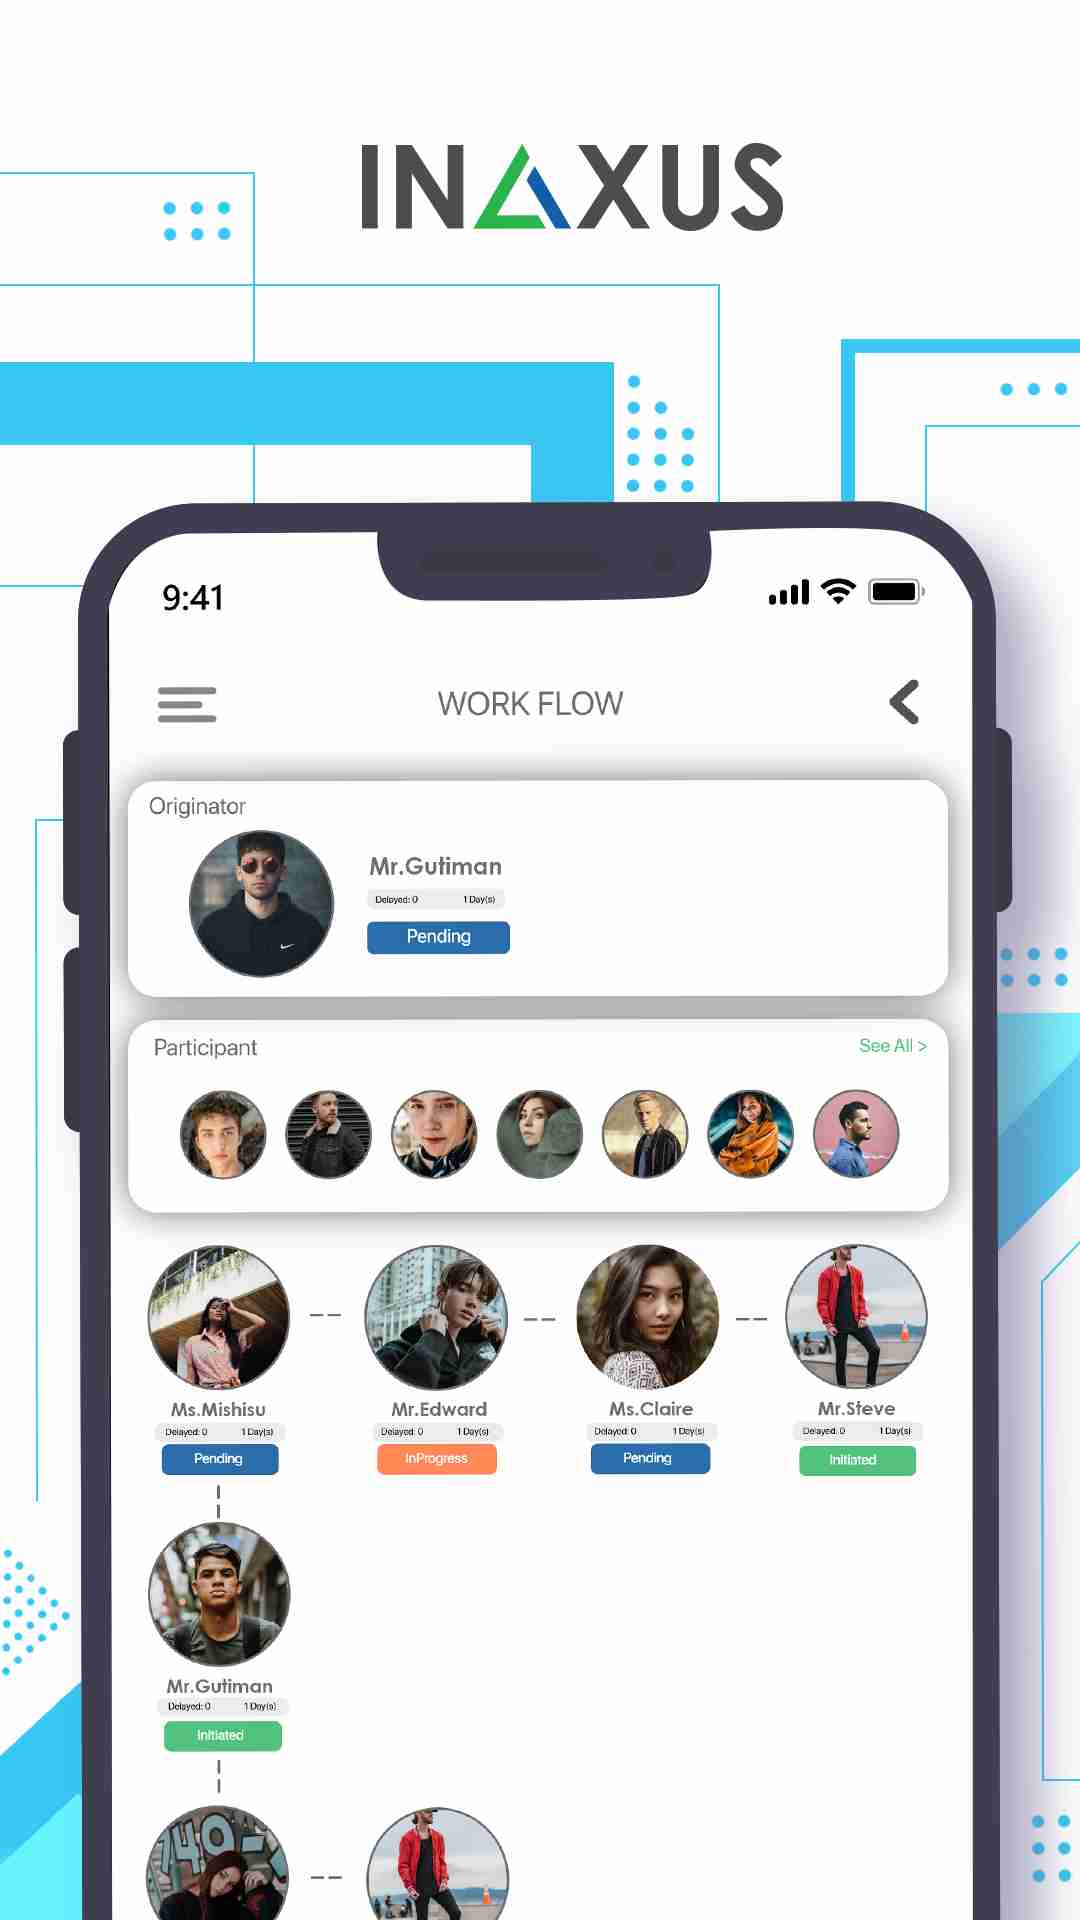 INAXUS
9:41
WORK FLOW
Originator
Mr.Gutiman
Delayed: 0 1 Day(s)
Pending
Participant See All >
Ms.Mishisu Mr.Edward Ms.Claire Mr.Steve
Delayed: 0 1 Day(s) Delayed: 0 1 Day(s) Delayed: 0 1 Day(s) Delayed: 0 1 Day(s)
Pending InProgress Pending Initiated
Mr.Gutiman
Delayed: 0 1 Day(s)
Initiated